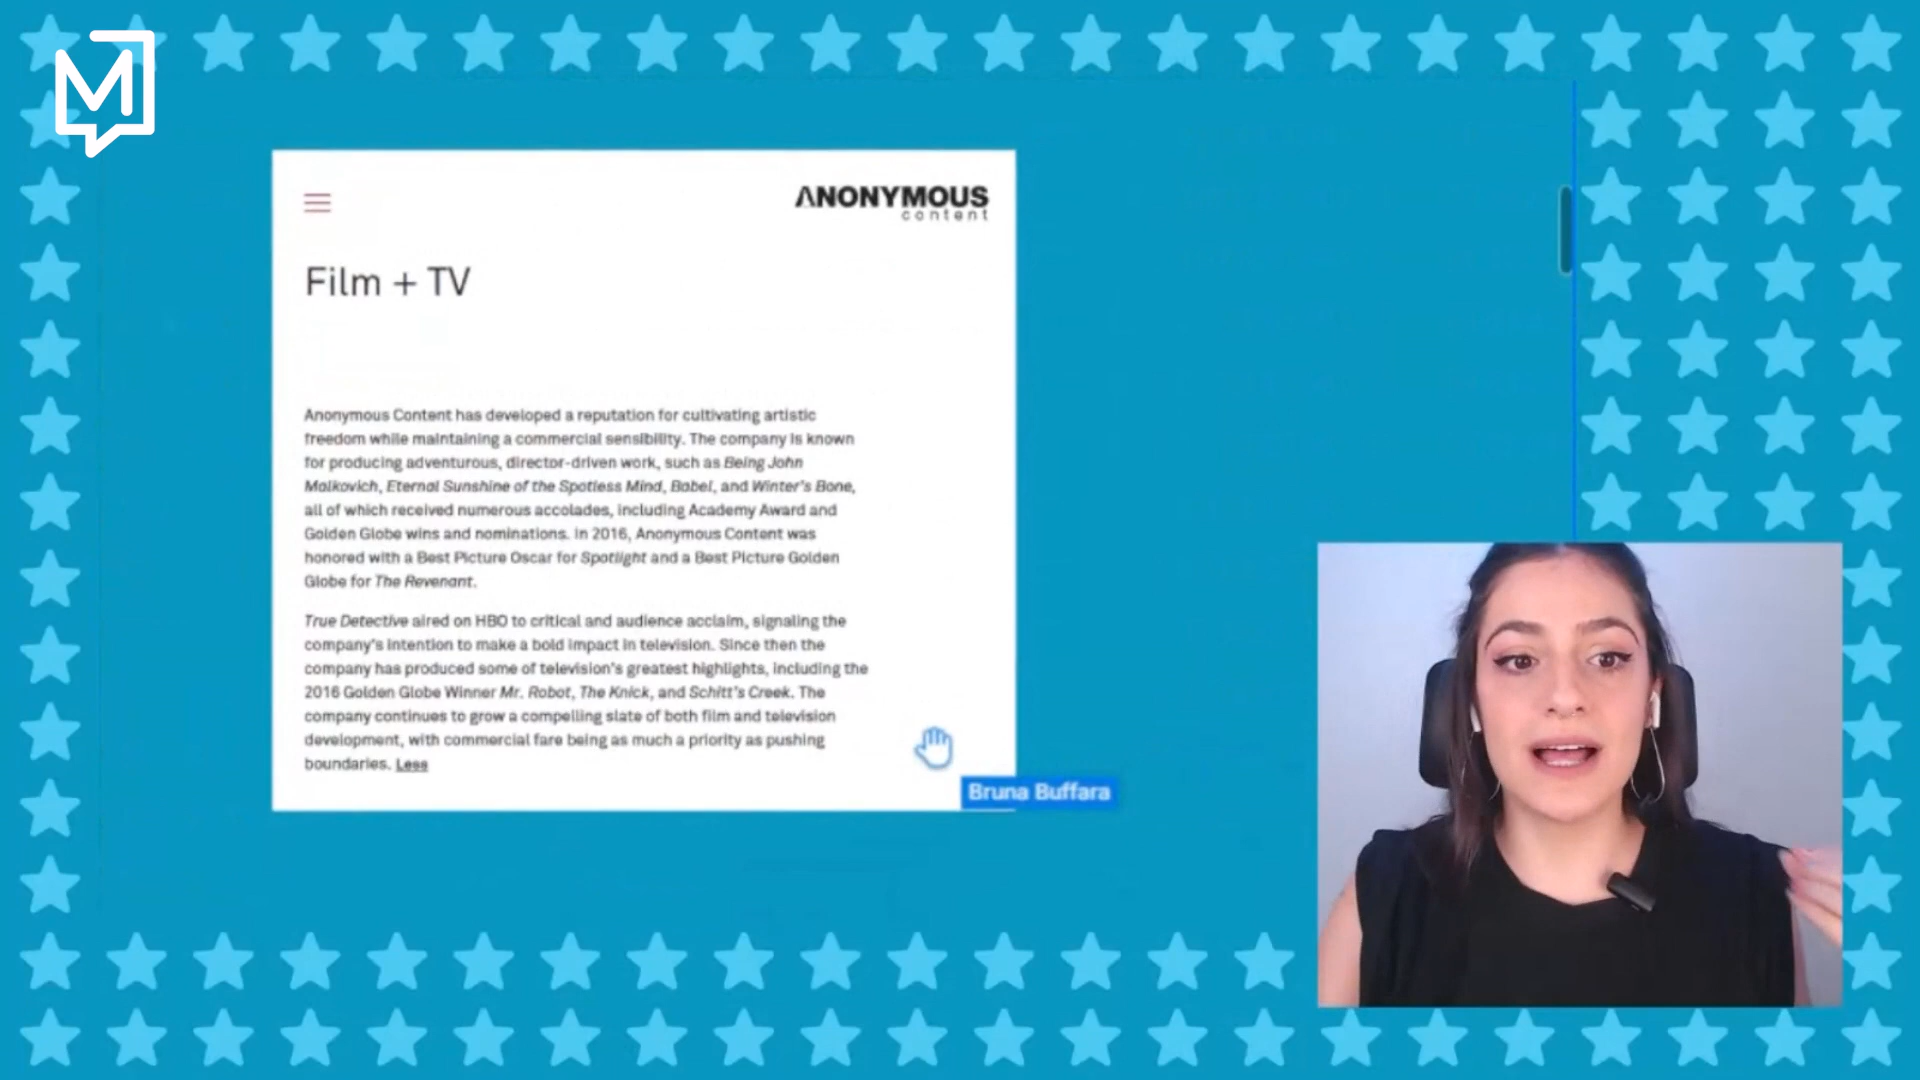 M
ANONYMOUS
content
Film + TV
Anonymous Content has developed a reputation for cultivating artistic
freedom while maintaining a commercial sensibility. The company is known
for producing adventurous, director-driven work, such as Being John
Malkovich, Eternal Sunshine of the Spotless Mind, Babel, and Winter's Bone,
all of which received numerous accolades, including Academy Award and
Golden Globe wins and nominations. In 2016, Anonymous Content was
honored with a Best Picture Oscar for Spotlight and a Best Picture Golden
Globe for The Revenant.
True Detective aired on HBO to critical and audience acclaim, signaling the
company's intention to make a bold impact in television. Since then the
company has produced some of television's greatest highlights, including the
2016 Golden Globe Winner Mr. Robot, The Knick, and Schitt's Creek. The
company continues to grow a compelling slate of both film and television
development, with commercial fare being as much a priority as pushing
boundaries. Less
Bruna Buffara